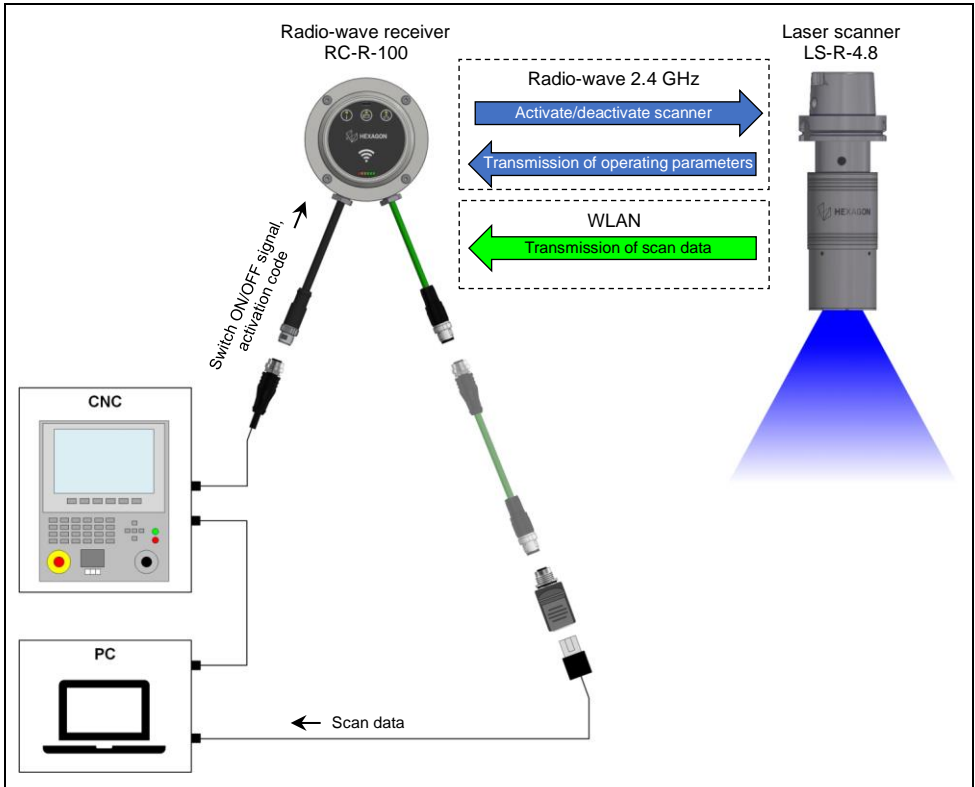 Radio-wave receiver
RC-R-100
Laser scanner
LS-R-4.8
Radio-wave 2.4 GHz
Activate/deactivate scanner
Transmission of operating parameters
WLAN
Transmission of scan data
HEXAGON
HEXAGON
Switch ON/OFF signal,
activation code
CNC
PC
Scan data